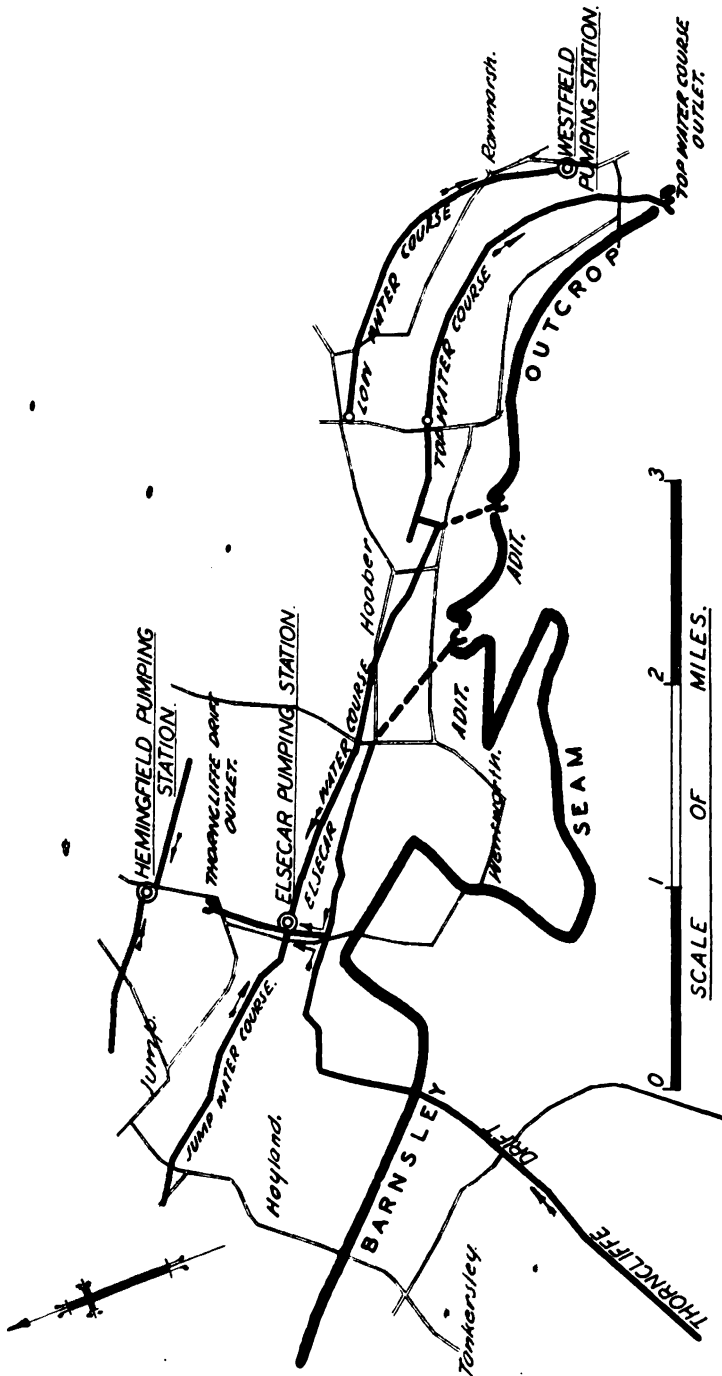 HEMINGFIELD PUMPING
STATION.
THORNCLIFFE DRIFT
OUTLET.
ELSECAR PUMPING STATION.
Jump.
JUMP WATER COURSE.
Hoyland.
ELSECAR WATER COURSE
Hoober
LOW WATER COURSE
TOP WATER COURSE
Rawmarsh.
WESTFIELD
PUMPING STATION.
TOP WATER COURSE
OUTLET.
BARNSLEY
SEAM
OUTCROP
ADIT.
ADIT.
Wentworth.
Tankersley.
THORNCLIFFE DRIFT
0 1 2 3
SCALE OF MILES.